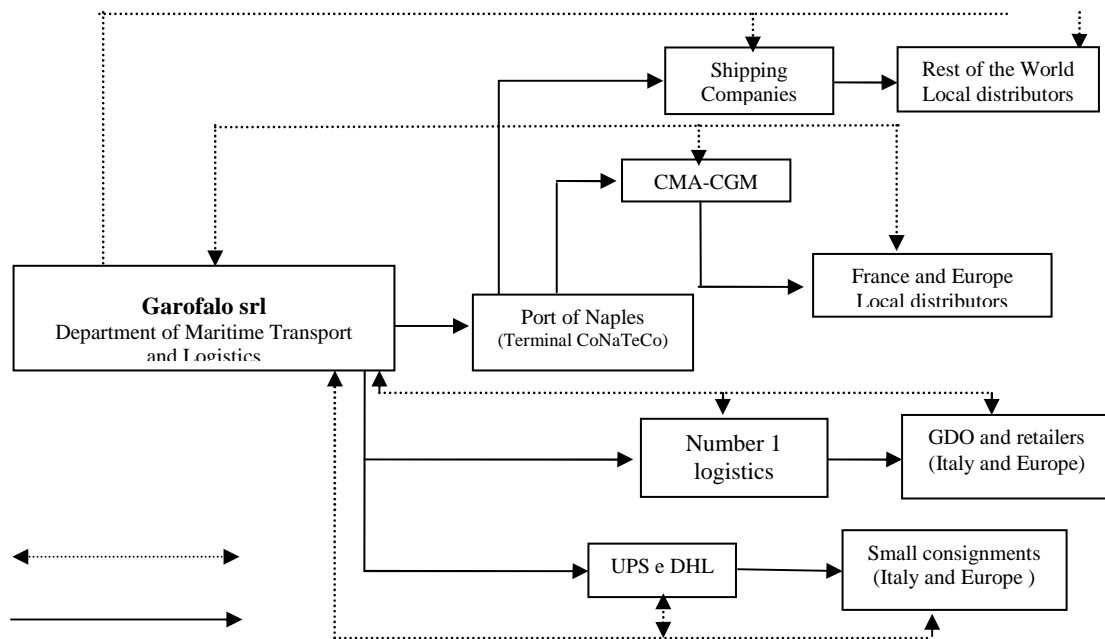 Shipping
Companies
Rest of the World
Local distributors
CMA-CGM
France and Europe
Local distributors
Garofalo srl
Department of Maritime Transport
and Logistics
Port of Naples
(Terminal CoNaTeCo)
Number 1
logistics
GDO and retailers
(Italy and Europe)
UPS e DHL
Small consignments
(Italy and Europe )